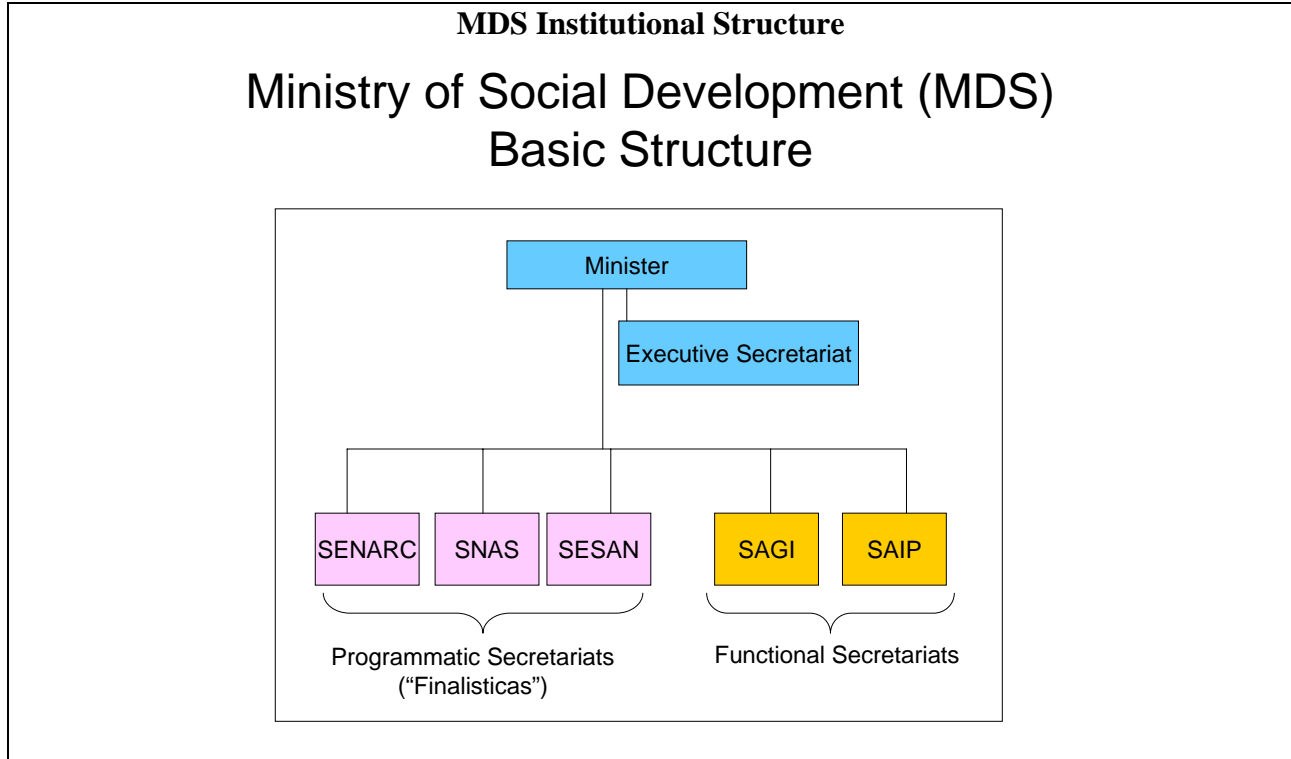 MDS Institutional Structure
Ministry of Social Development (MDS)
Basic Structure
Minister
Executive Secretariat
SENARC
SNAS
SESAN
SAGI
SAIP
Programmatic Secretariats
(“Finalisticas”)
Functional Secretariats